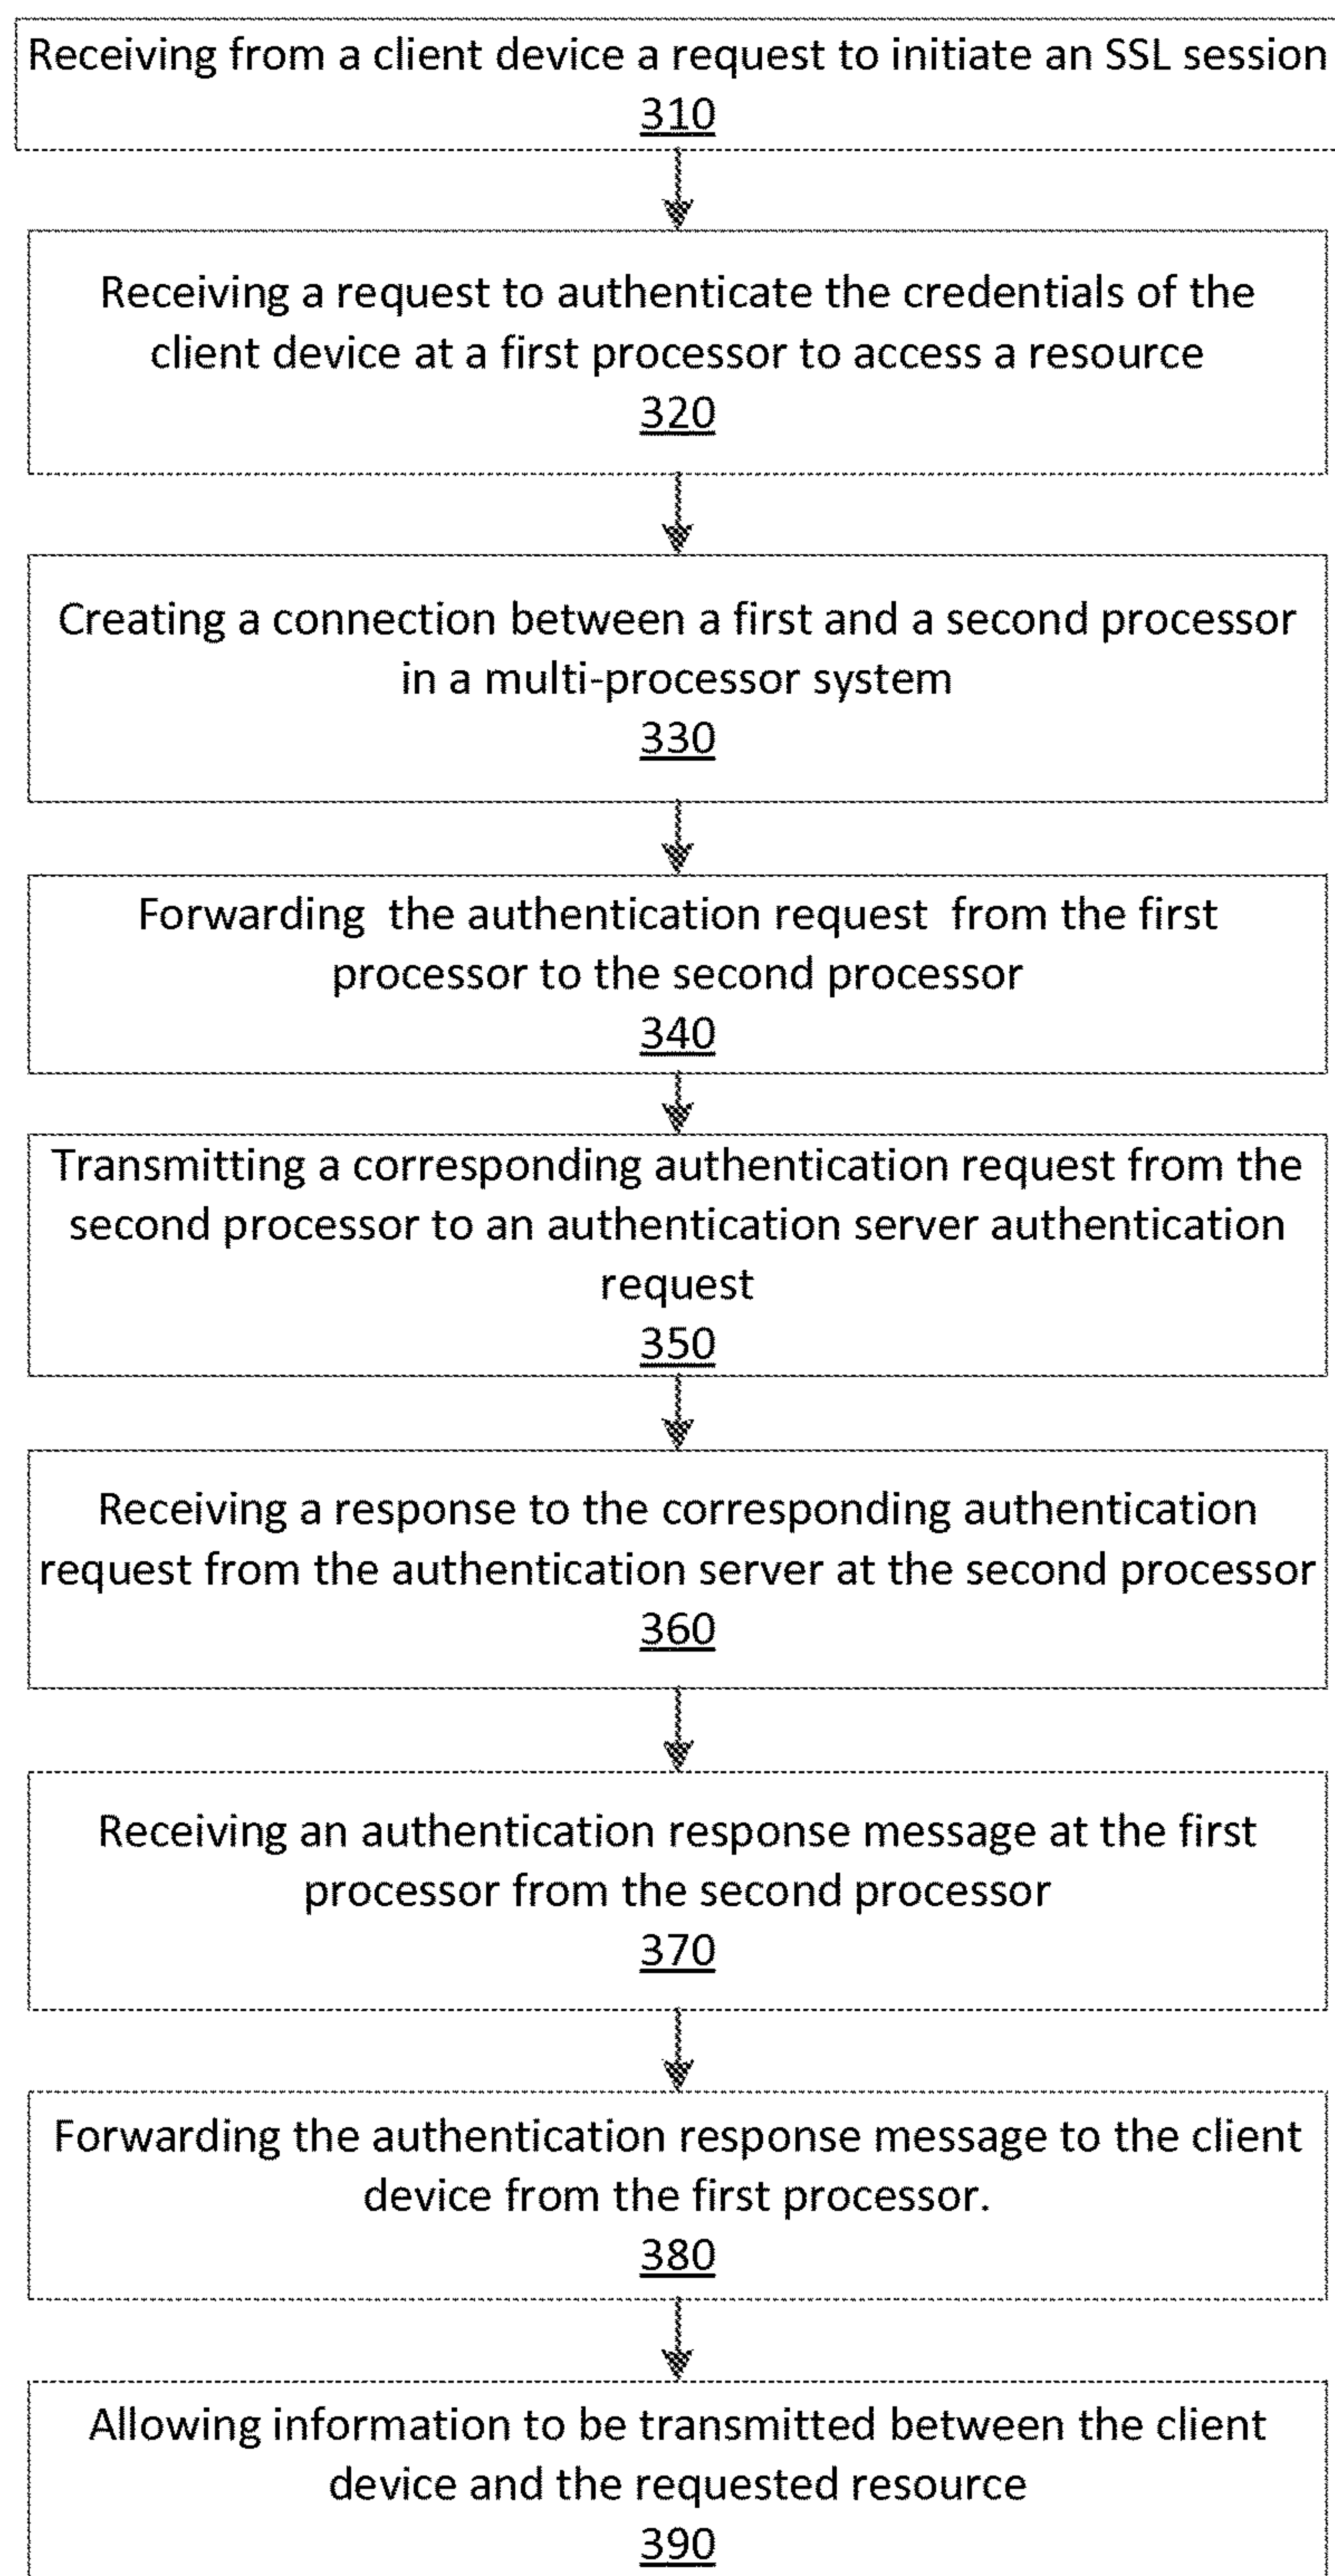 Receiving from a client device a request to initiate an SSL session
310
Receiving a request to authenticate the credentials of the
client device at a first processor to access a resource
320
Creating a connection between a first and a second processor
in a multi-processor system
330
Forwarding the authentication request from the first
processor to the second processor
340
Transmitting a corresponding authentication request from the
second processor to an authentication server authentication
request
350
Receiving a response to the corresponding authentication
request from the authentication server at the second processor
360
Receiving an authentication response message at the first
processor from the second processor
370
Forwarding the authentication response message to the client
device from the first processor.
380
Allowing information to be transmitted between the client
device and the requested resource
390